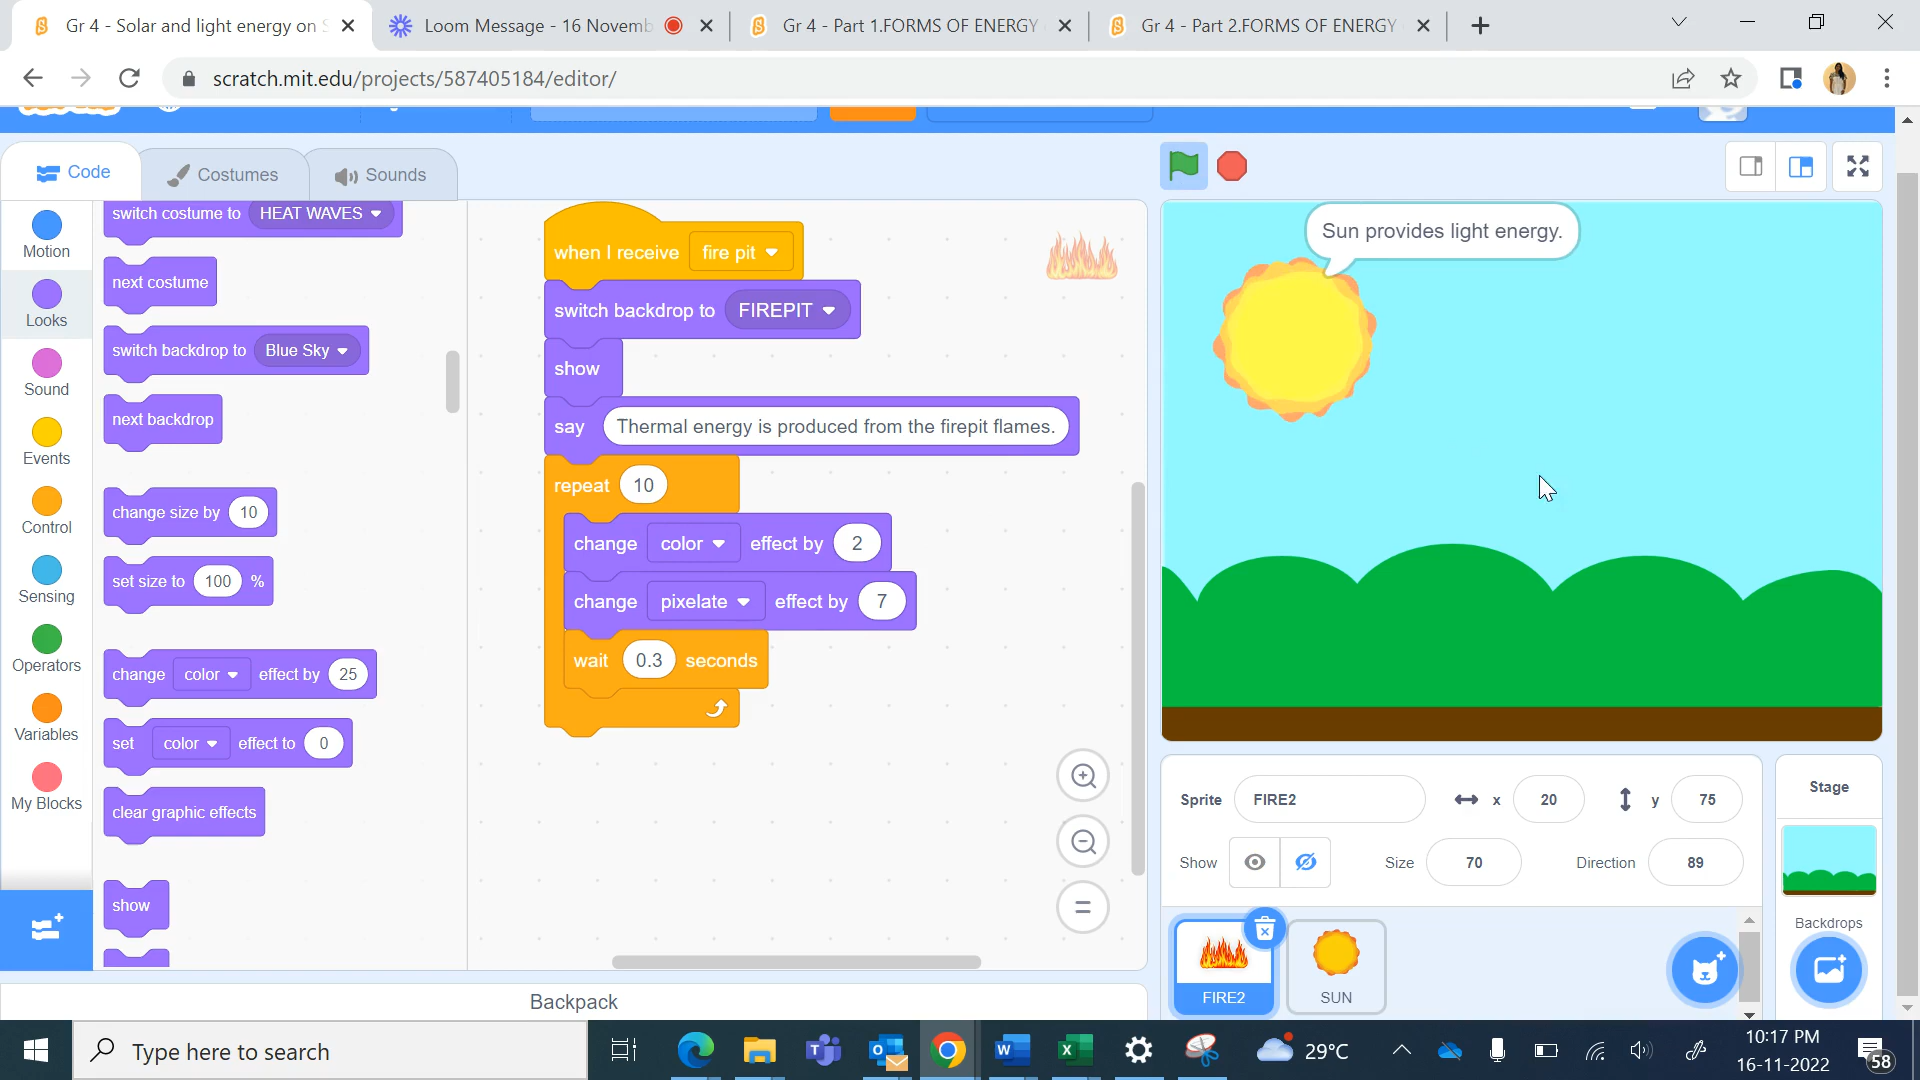 Gr 4 - Solar and light energy on S
Loom Message - 16 Novemb
Gr 4 - Part 1.FORMS OF ENERGY
Gr 4 - Part 2.FORMS OF ENERGY
scratch.mit.edu/projects/587405184/editor/
Code
Costumes
Sounds
Motion
Looks
Sound
Events
Control
Sensing
Operators
Variables
My Blocks
switch costume to HEAT WAVES
next costume
switch backdrop to Blue Sky
next backdrop
change size by 10
set size to 100 %
change color effect by 25
set color effect to 0
clear graphic effects
show
when I receive fire pit
switch backdrop to FIREPIT
show
say Thermal energy is produced from the firepit flames.
repeat 10
change color effect by 2
change pixelate effect by 7
wait 0.3 seconds
Backpack
Sun provides light energy.
Sprite FIRE2 x 20 y 75
Show Size 70 Direction 89
FIRE2
SUN
Stage
Backdrops
Type here to search
29°C
10:17 PM
16-11-2022
58